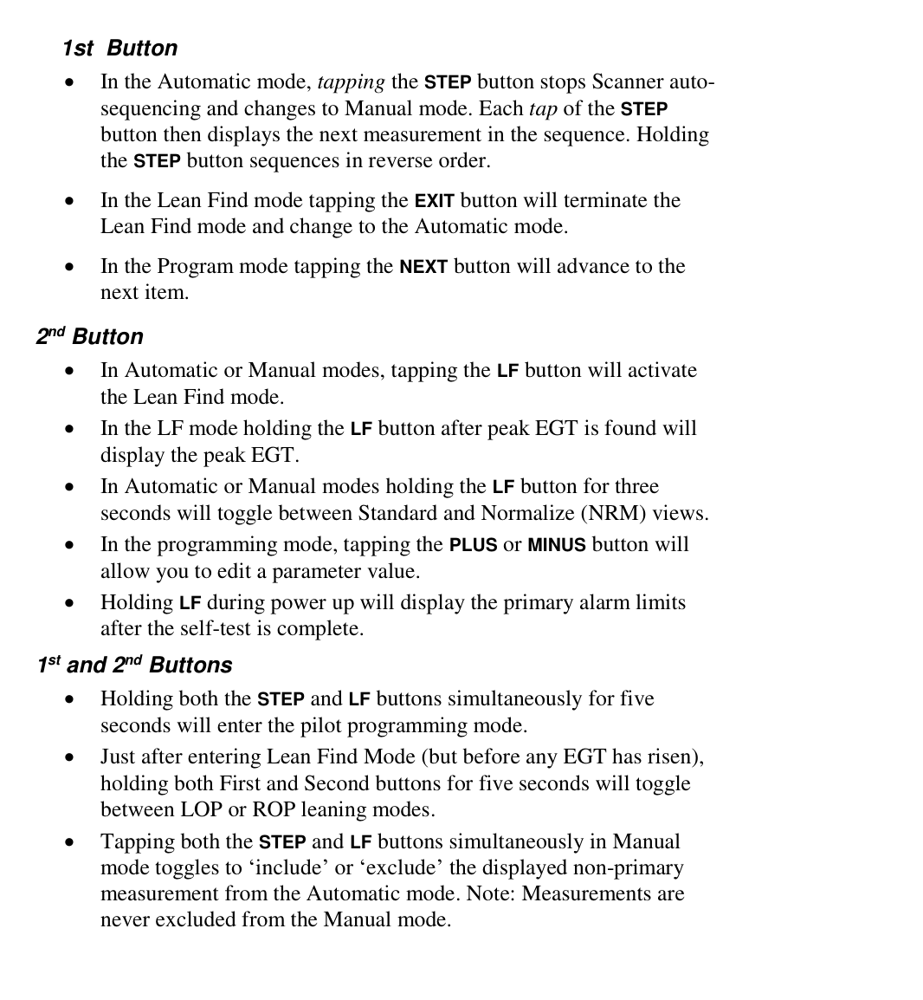 1st  Button
• In the Automatic mode, tapping the STEP button stops Scanner auto-
sequencing and changes to Manual mode. Each tap of the STEP
button then displays the next measurement in the sequence. Holding
the STEP button sequences in reverse order.
• In the Lean Find mode tapping the EXIT button will terminate the
Lean Find mode and change to the Automatic mode.
• In the Program mode tapping the NEXT button will advance to the
next item.
2nd Button
• In Automatic or Manual modes, tapping the LF button will activate
the Lean Find mode.
• In the LF mode holding the LF button after peak EGT is found will
display the peak EGT.
• In Automatic or Manual modes holding the LF button for three
seconds will toggle between Standard and Normalize (NRM) views.
• In the programming mode, tapping the PLUS or MINUS button will
allow you to edit a parameter value.
• Holding LF during power up will display the primary alarm limits
after the self-test is complete.
1st and 2nd Buttons
• Holding both the STEP and LF buttons simultaneously for five
seconds will enter the pilot programming mode.
• Just after entering Lean Find Mode (but before any EGT has risen),
holding both First and Second buttons for five seconds will toggle
between LOP or ROP leaning modes.
• Tapping both the STEP and LF buttons simultaneously in Manual
mode toggles to ‘include’ or ‘exclude’ the displayed non-primary
measurement from the Automatic mode. Note: Measurements are
never excluded from the Manual mode.